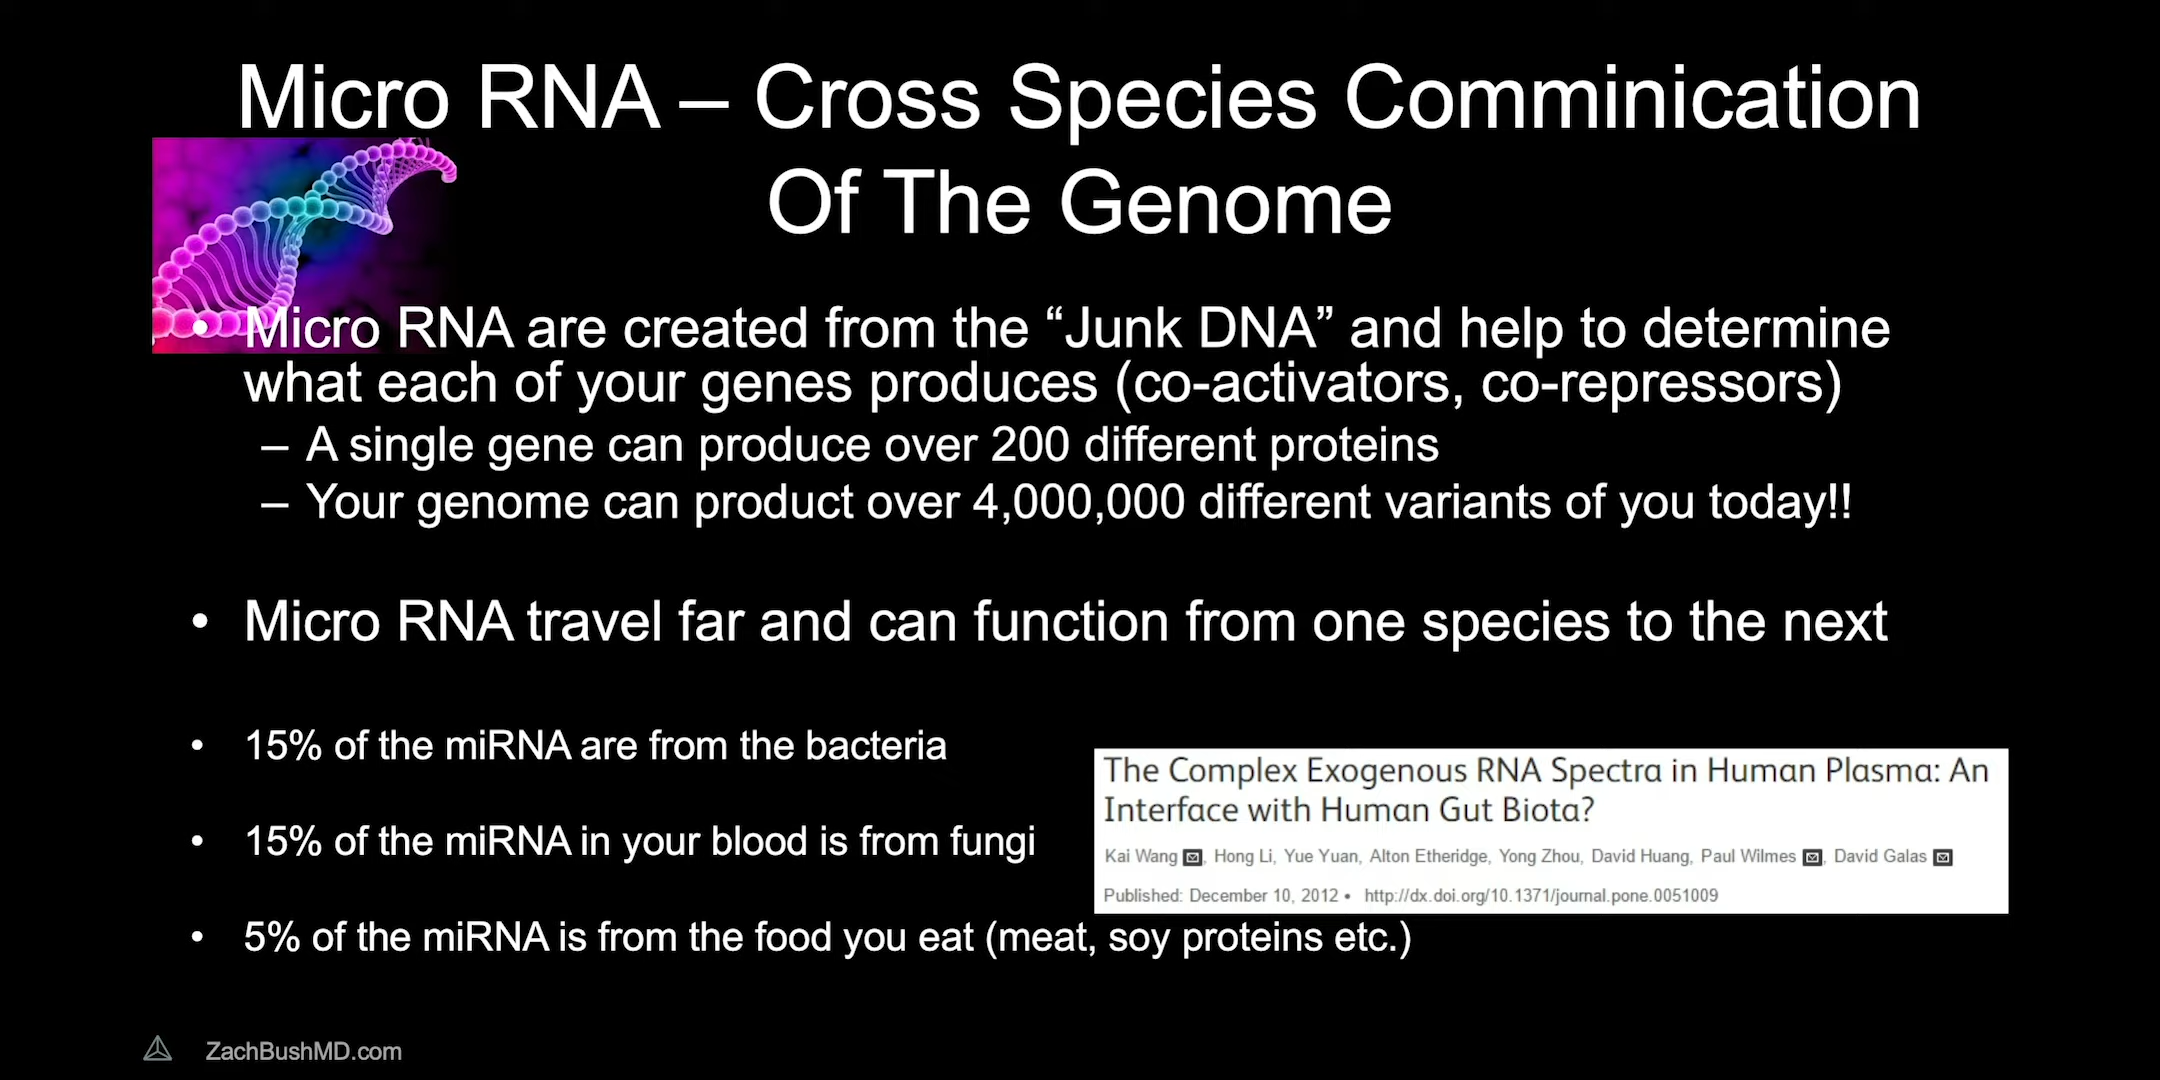 Micro RNA – Cross Species Comminication
Of The Genome
• Micro RNA are created from the “Junk DNA” and help to determine
what each of your genes produces (co-activators, co-repressors)
– A single gene can produce over 200 different proteins
– Your genome can product over 4,000,000 different variants of you today!!
• Micro RNA travel far and can function from one species to the next
• 15% of the miRNA are from the bacteria
• 15% of the miRNA in your blood is from fungi
• 5% of the miRNA is from the food you eat (meat, soy proteins etc.)
The Complex Exogenous RNA Spectra in Human Plasma: An
Interface with Human Gut Biota?
Kai Wang, Hong Li, Yue Yuan, Alton Etheridge, Yong Zhou, David Huang, Paul Wilmes, David Galas
Published: December 10, 2012 • http://dx.doi.org/10.1371/journal.pone.0051009
ZachBushMD.com